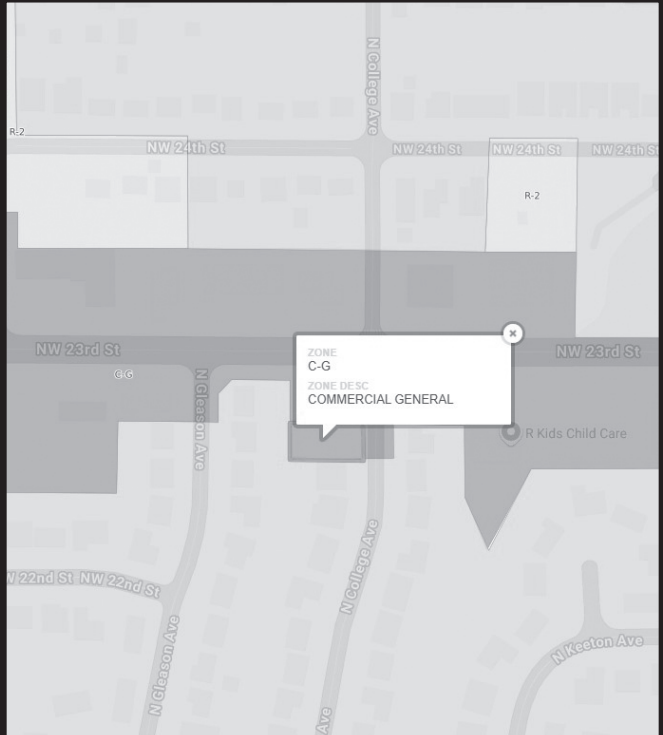 N College Ave
R-2
NW 24th St
NW 24th St
NW 24th St
NW 24th St
R-2
ZONE
C-G
ZONE DESC
COMMERCIAL GENERAL
NW 23rd St
NW 23rd St
C-G
N Gleason Ave
R Kids Child Care
N College Ave
W 22nd St
NW 22nd St
N Gleason Ave
N Keeton Ave
Ave